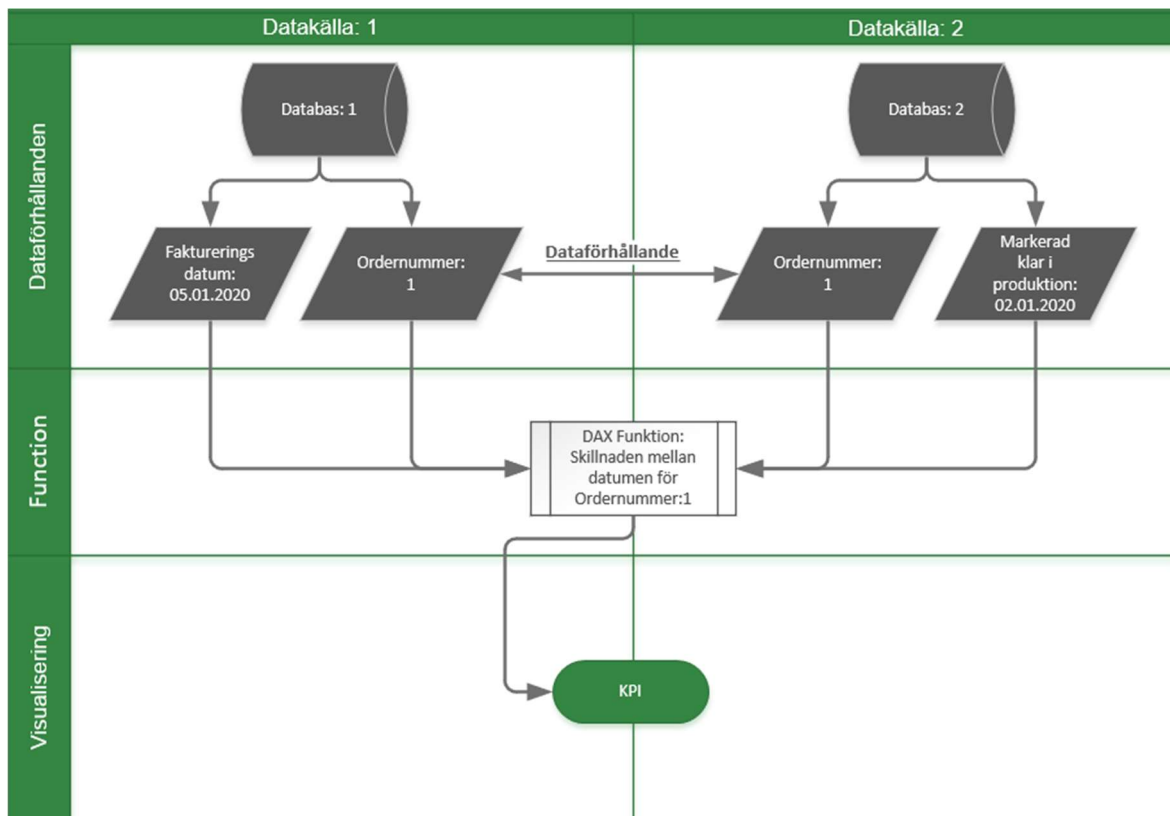 Datakälla: 1
Datakälla: 2
Dataförhållanden
Databas: 1
Databas: 2
Fakturerings
datum:
05.01.2020
Ordernummer:
1
Dataförhållande
Ordernummer:
1
Markerad
klar i
produktion:
02.01.2020
Function
DAX Funktion:
Skillnaden mellan
datumen för
Ordernummer:1
Visualisering
KPI